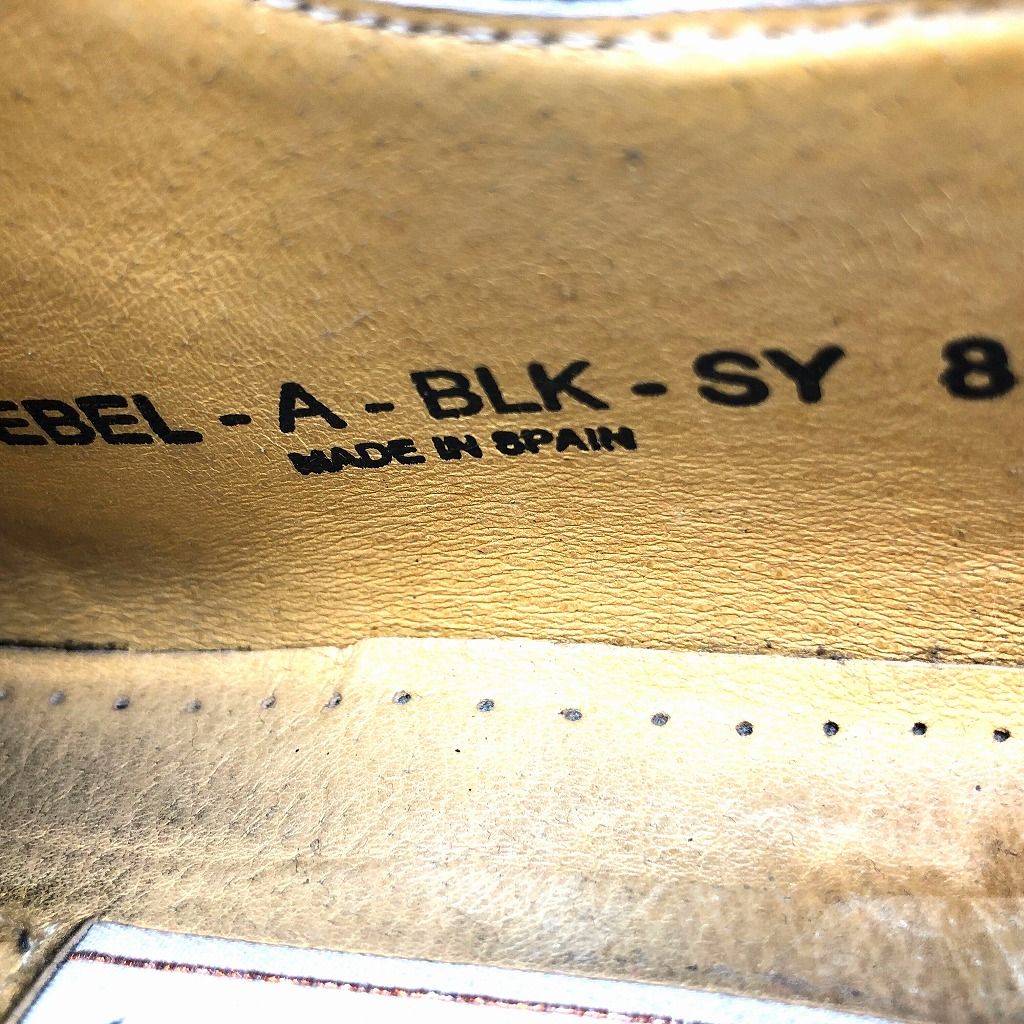 EBEL - A - BLK - SY 8
MADE IN SPAIN